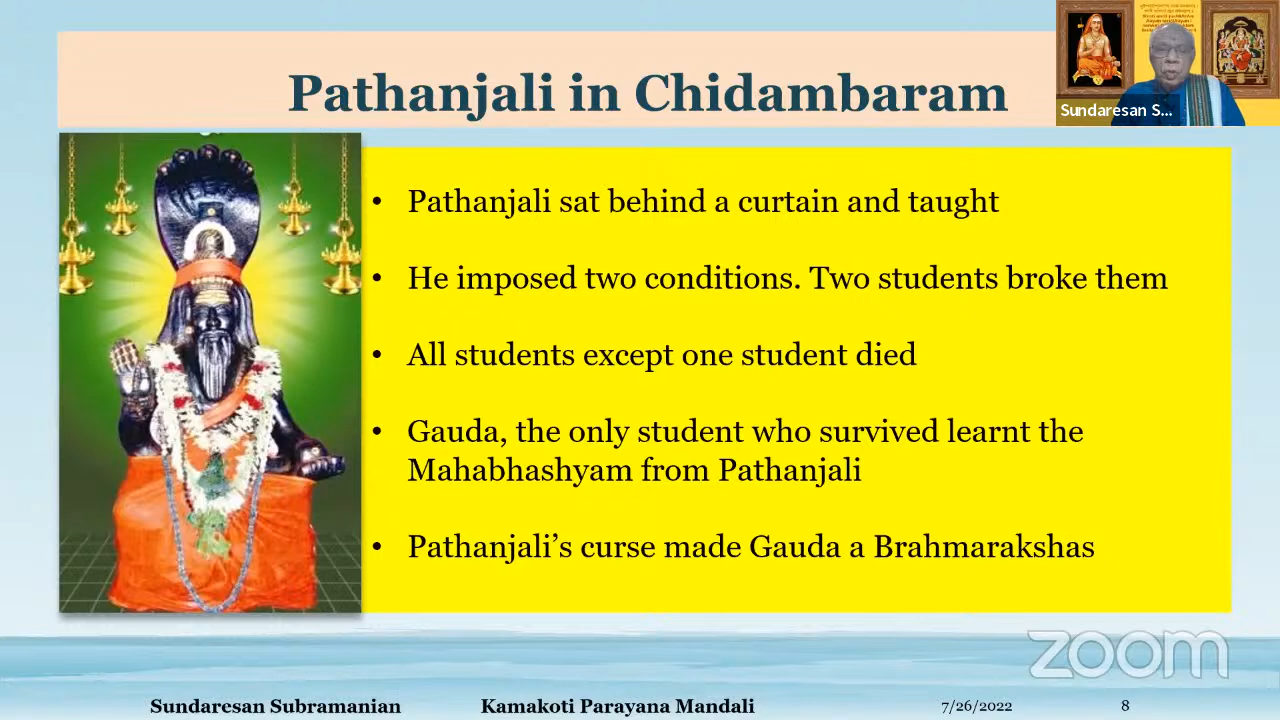 Pathanjali in Chidambaram
Sundaresan S...
• Pathanjali sat behind a curtain and taught
• He imposed two conditions. Two students broke them
• All students except one student died
• Gauda, the only student who survived learnt the
Mahabhashyam from Pathanjali
• Pathanjali’s curse made Gauda a Brahmarakshas
zoom
Sundaresan Subramanian
Kamakoti Parayana Mandali
7/26/2022
8